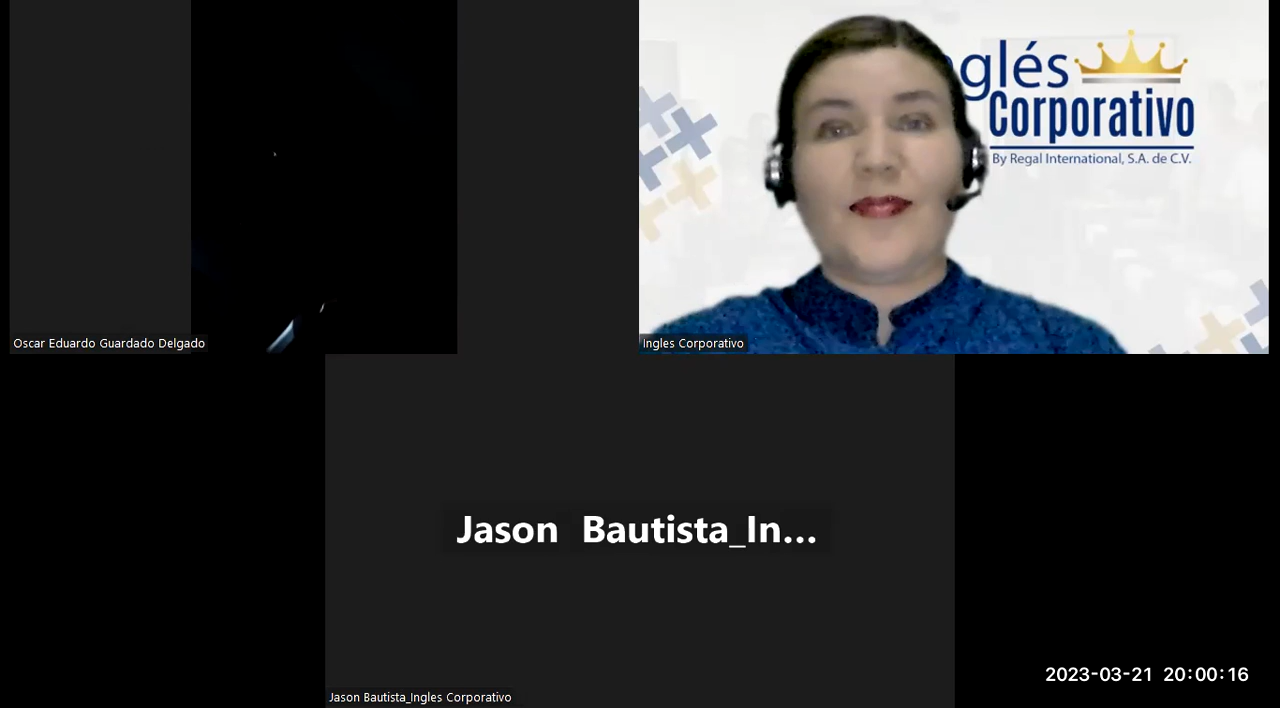 nglés
Corporativo
By Regal International, S.A. de C.V.
Oscar Eduardo Guardado Delgado
Ingles Corporativo
Jason Bautista_In...
Jason Bautista_Ingles Corporativo
2023-03-21 20:00:16